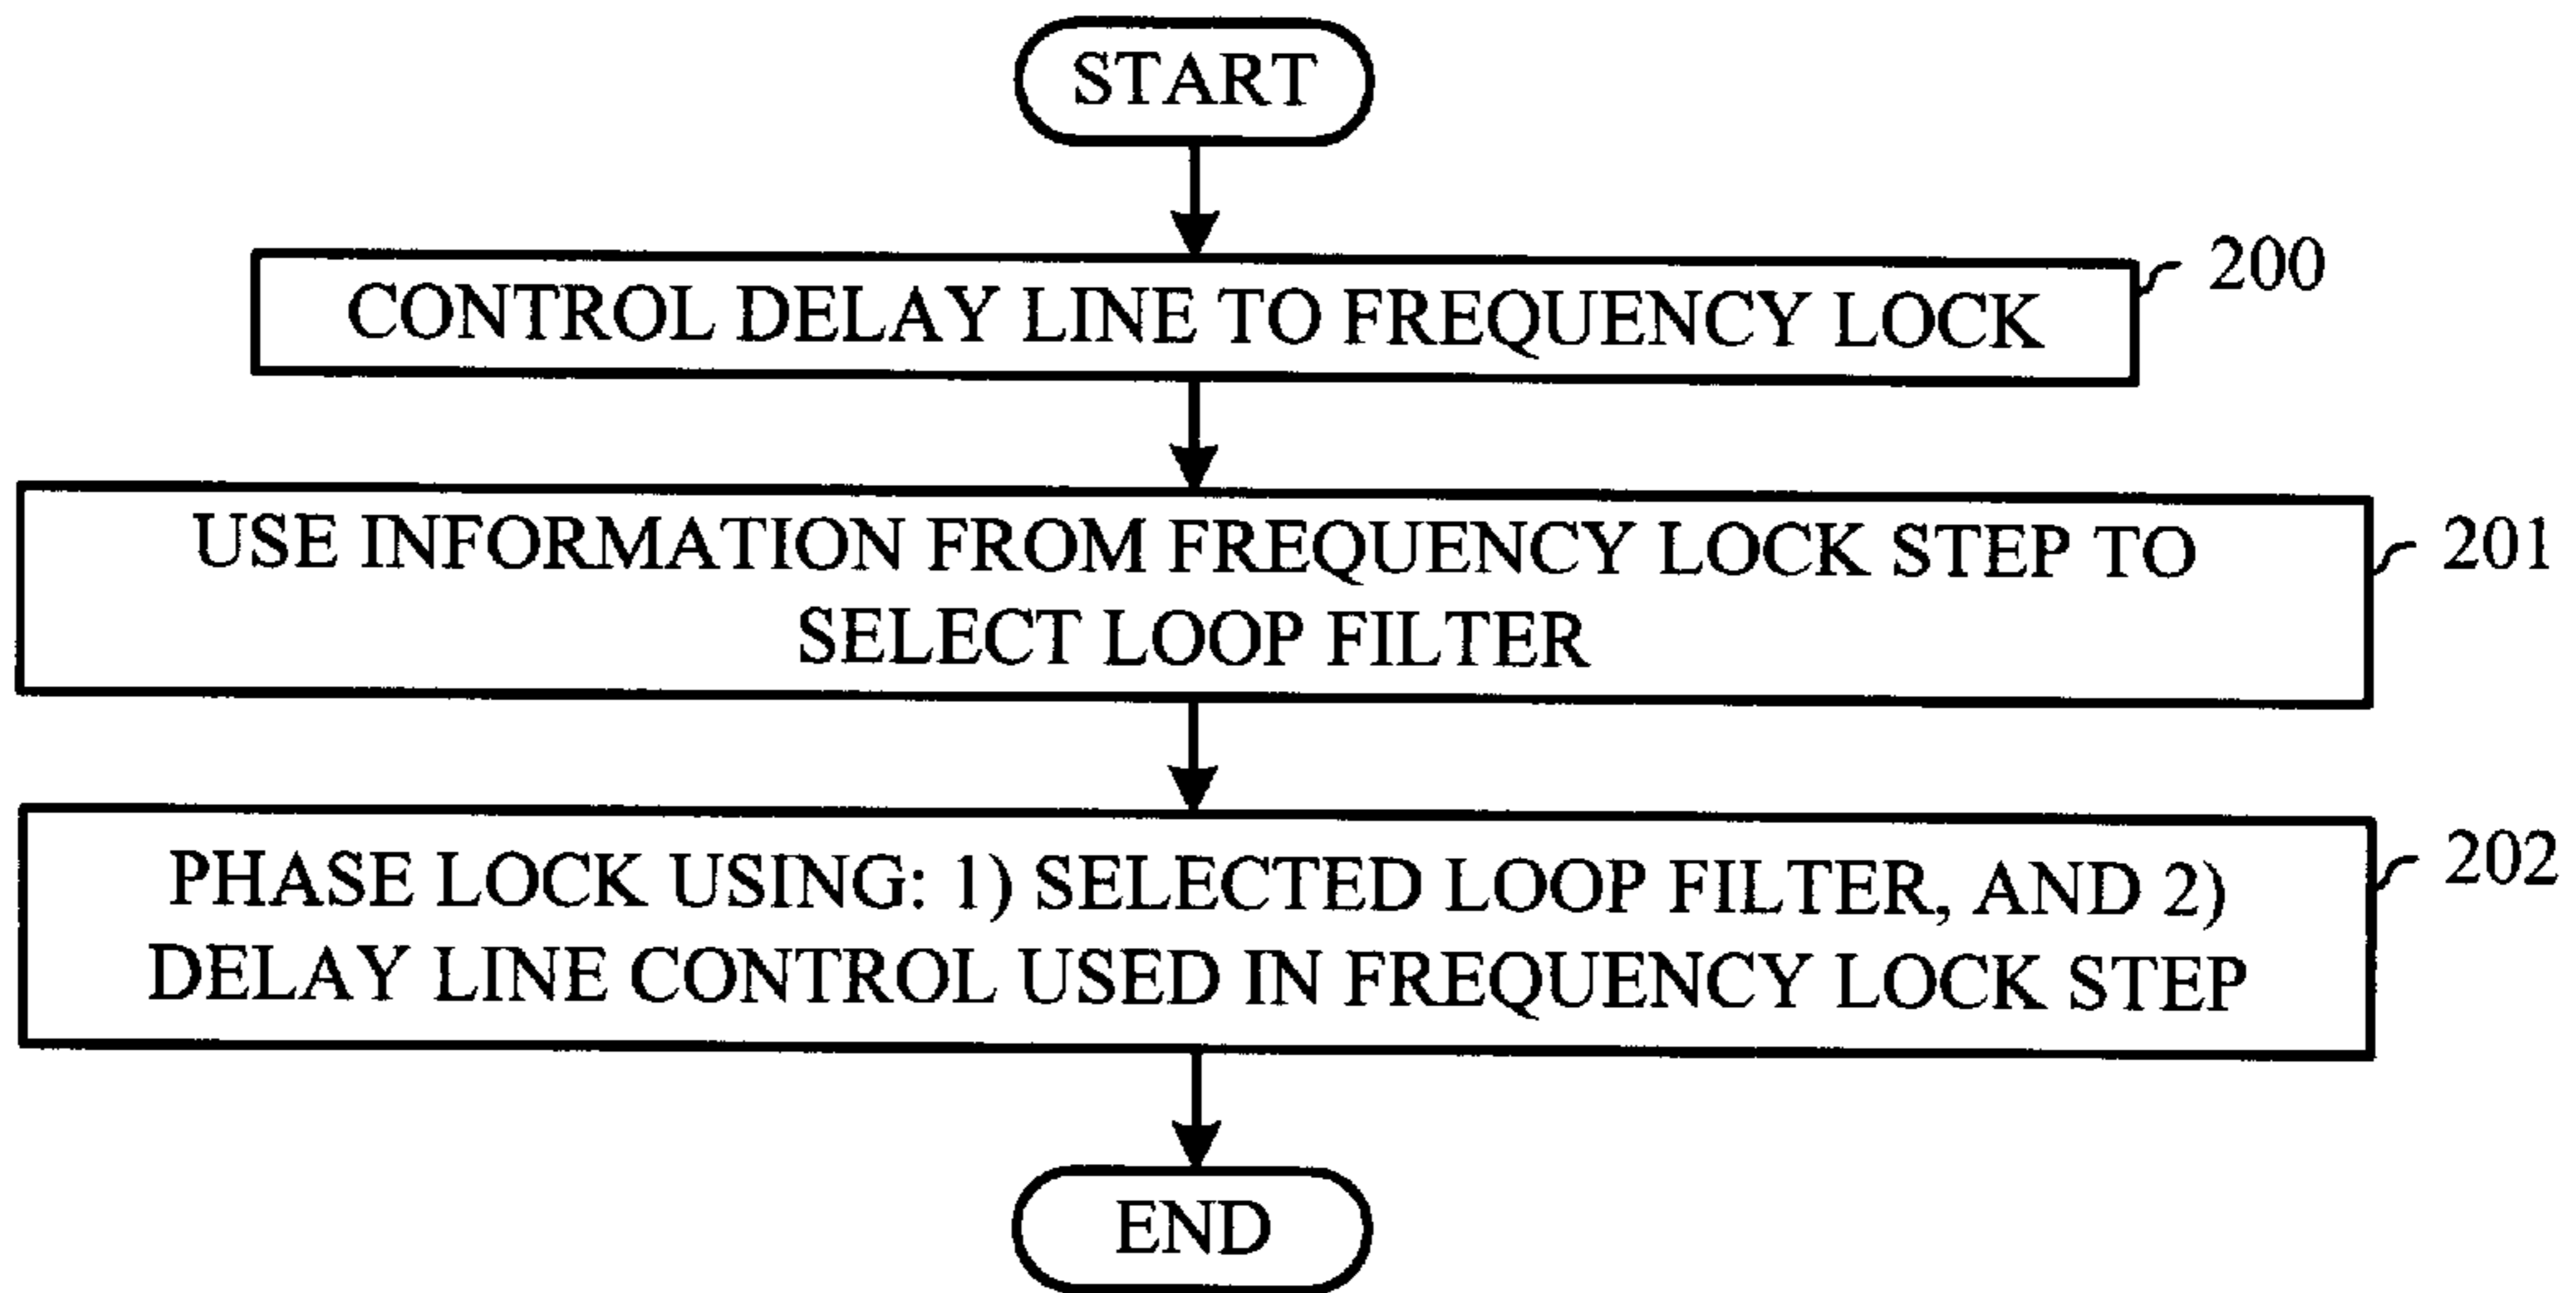 START
CONTROL DELAY LINE TO FREQUENCY LOCK
200
USE INFORMATION FROM FREQUENCY LOCK STEP TO
SELECT LOOP FILTER
201
PHASE LOCK USING: 1) SELECTED LOOP FILTER, AND 2)
DELAY LINE CONTROL USED IN FREQUENCY LOCK STEP
202
END